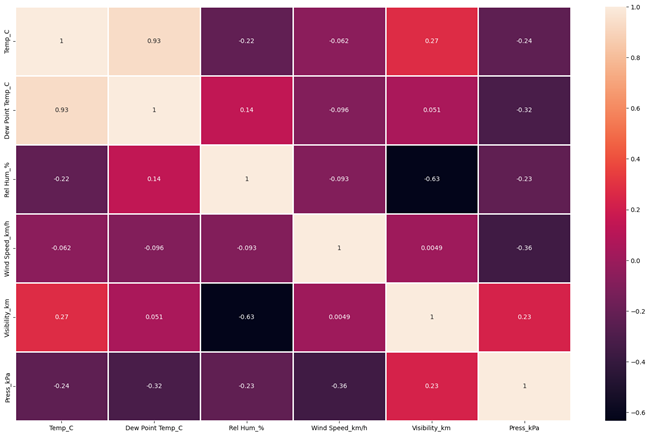 Temp_C 1 0.93 -0.22 -0.062 0.27 -0.24
Dew Point Temp_C 0.93 1 0.14 -0.096 0.051 -0.32
Rel Hum_% -0.22 0.14 1 -0.093 -0.63 -0.23
Wind Speed_km/h -0.062 -0.096 -0.093 1 0.0049 -0.36
Visibility_km 0.27 0.051 -0.63 0.0049 1 0.23
Press_kPa -0.24 -0.32 -0.23 -0.36 0.23 1
Temp_C Dew Point Temp_C Rel Hum_% Wind Speed_km/h Visibility_km Press_kPa
1.0
0.8
0.6
0.4
0.2
0.0
−0.2
−0.4
−0.6